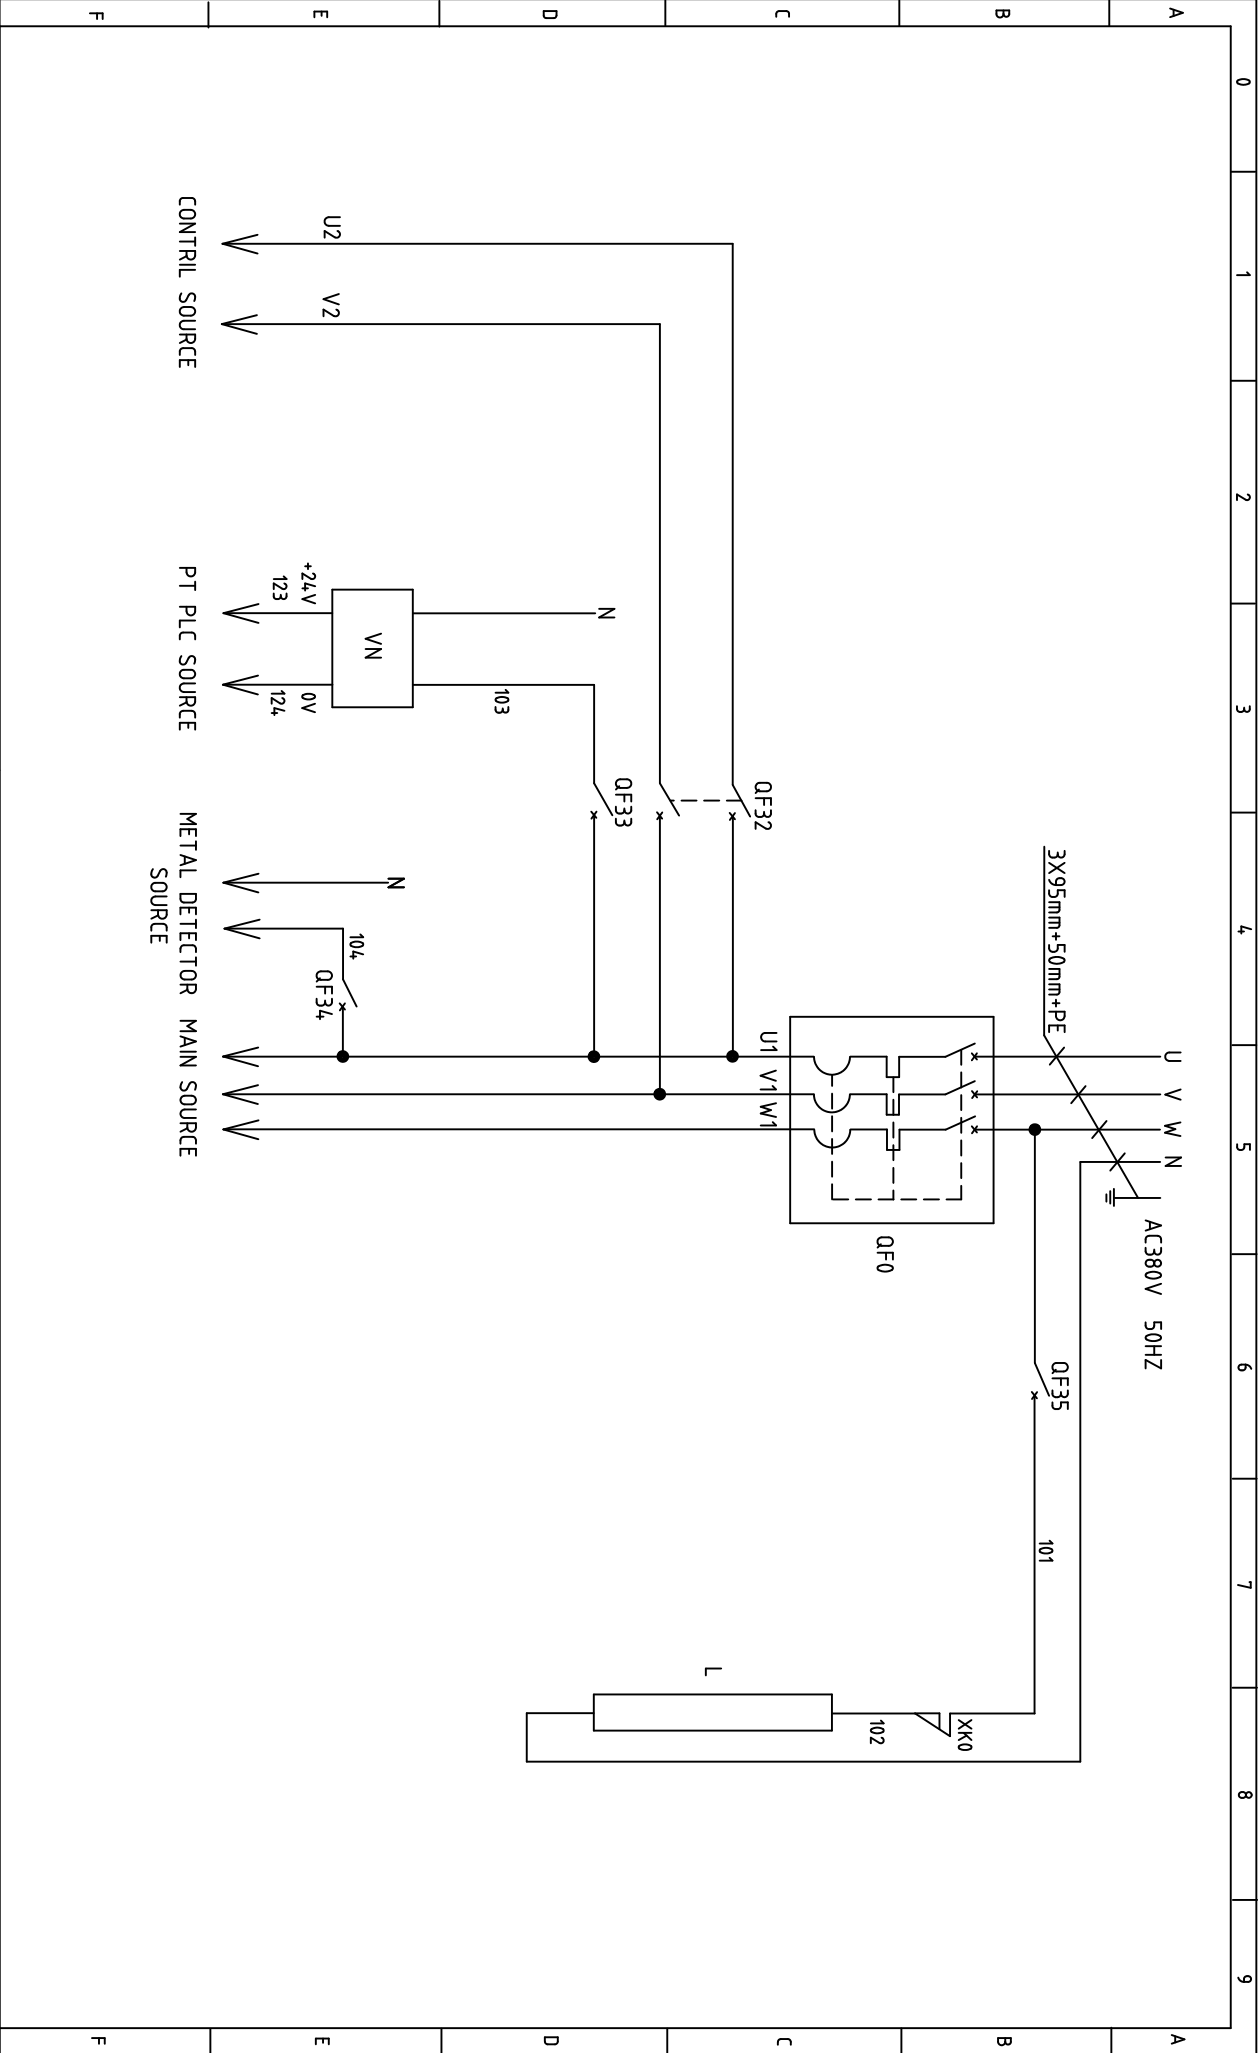 0 1 2 3 4 5 6 7 8 9
A A
U V W N
AC380V 50HZ
3X95mm+50mm+PE
B B
QF35
101
XK0
102
L
QF0
C C
QF32
U1 V1 W1
QF33
N
D D
103
N
104
QF34
VN
U2
V2
+24V
0V
123
124
E E
CONTRIL SOURCE
PT PLC SOURCE
METAL DETECTOR
SOURCE
MAIN SOURCE
F F